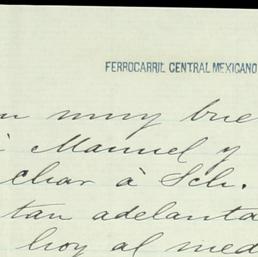 FERROCARRIL CENTRAL MEXICANO
n muy bue
à Manuel y
char à Sch.
tan adelanta
hoy al med